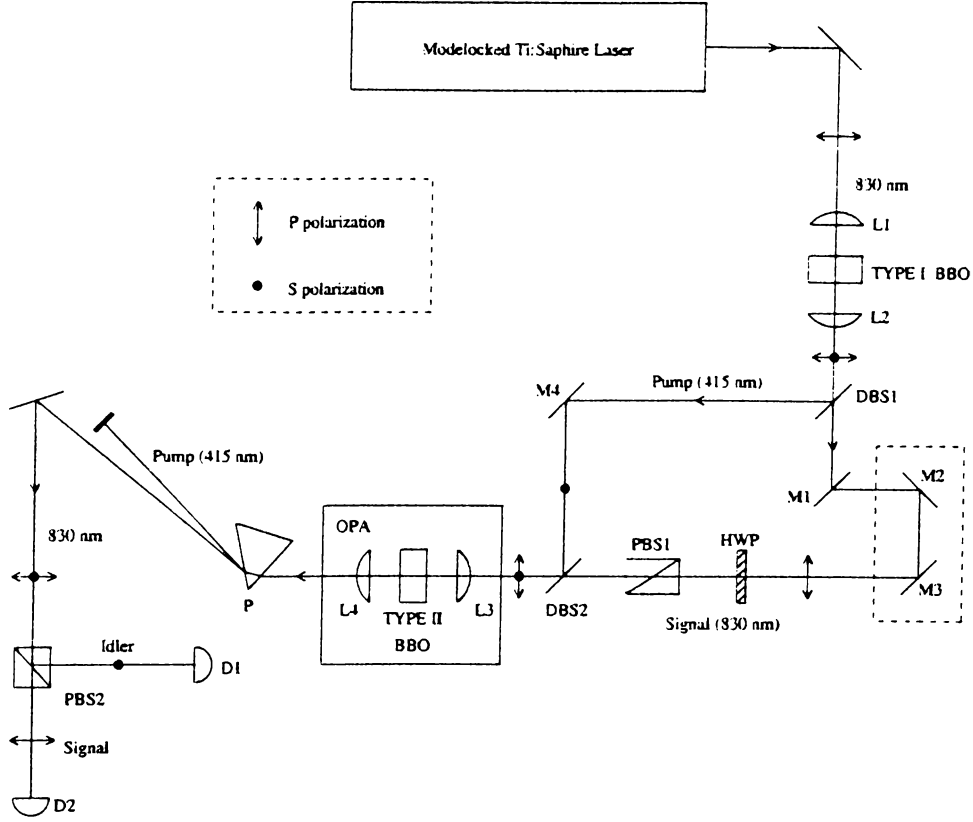 Modelocked Ti:Saphire Laser
830 nm
P polarization
S polarization
L1
TYPE I BBO
L2
M4
Pump (415 nm)
DBS1
Pump (415 nm)
M1
M2
830 nm
OPA
PBS1
HWP
P
L4
TYPE II
BBO
L3
DBS2
Signal (830 nm)
M3
Idler
D1
PBS2
Signal
D2